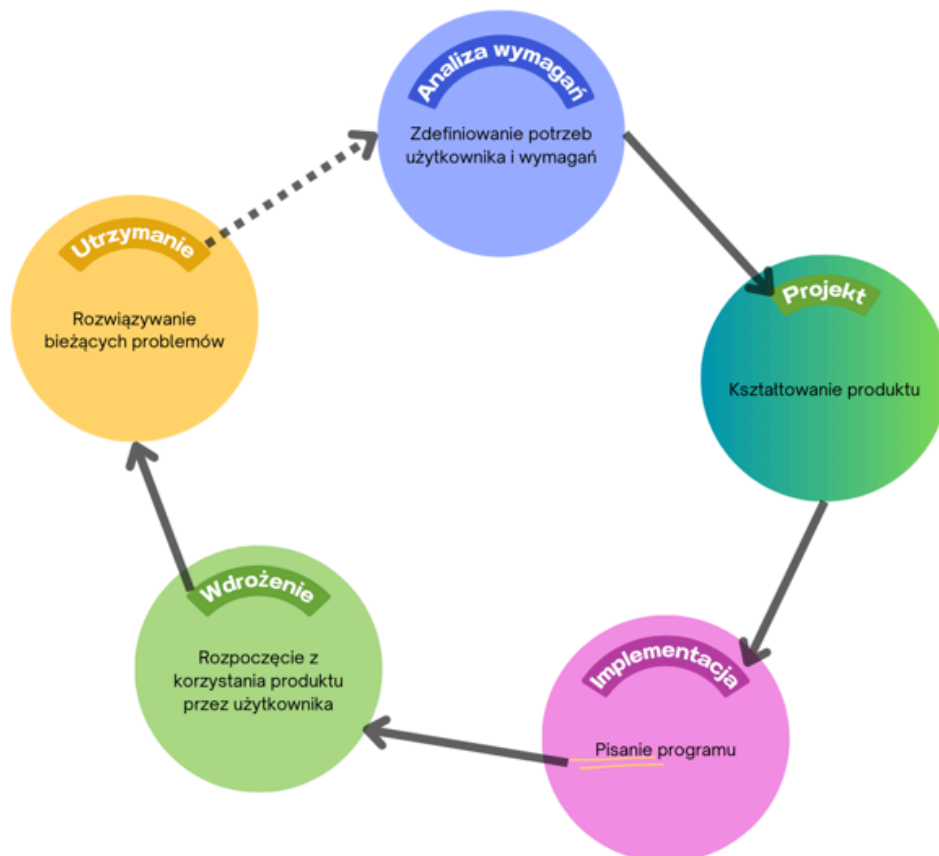 Analiza wymagań
Zdefiniowanie potrzeb
użytkownika i wymagań
Projekt
Kształtowanie produktu
Implementacja
Pisanie programu
Wdrożenie
Rozpoczęcie z
korzystania produktu
przez użytkownika
Utrzymanie
Rozwiązywanie
bieżących problemów